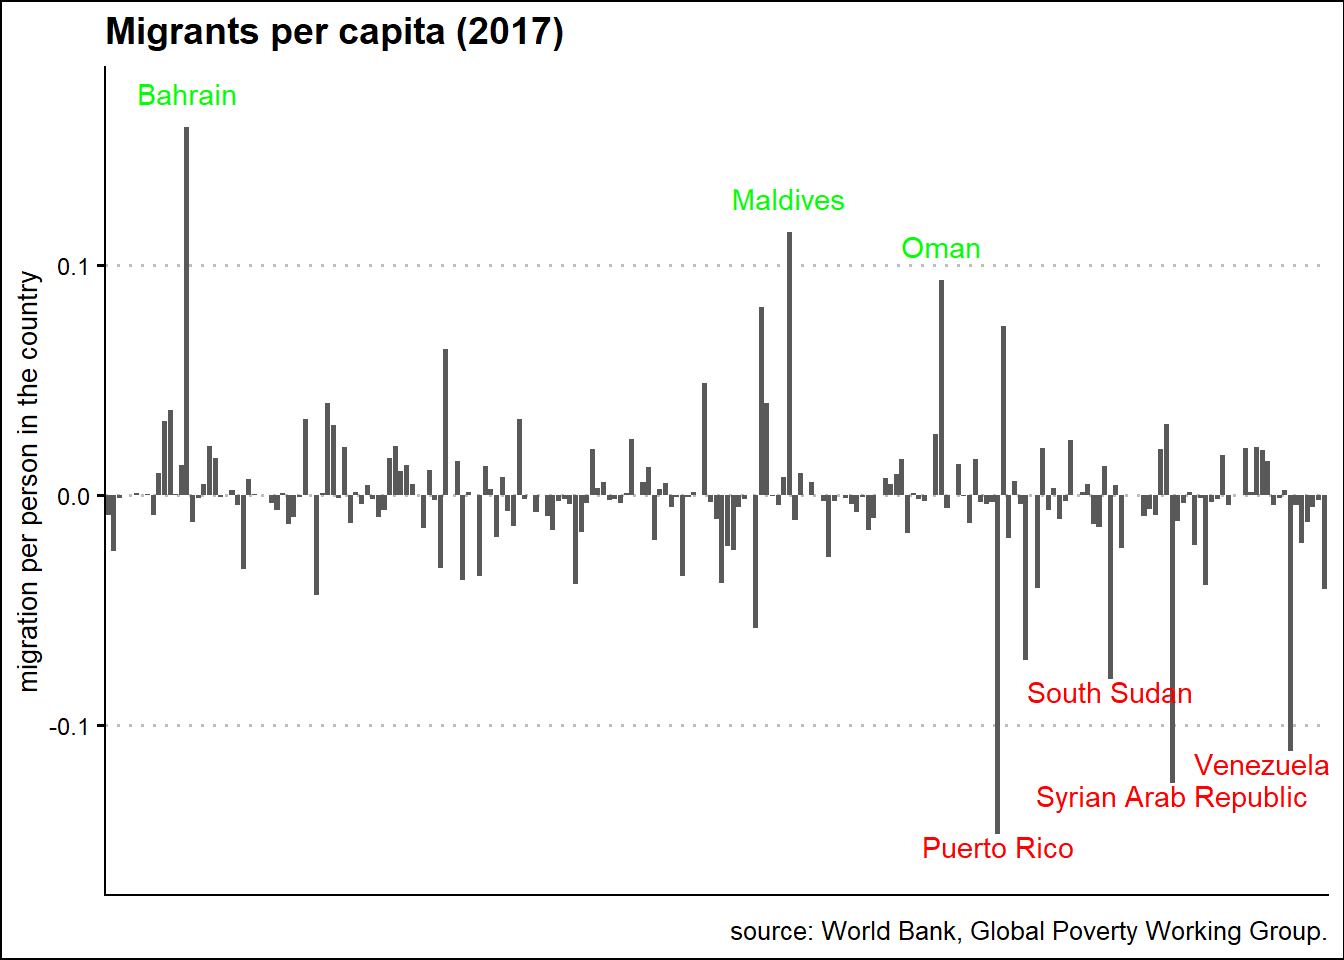 Migrants per capita (2017)
Bahrain
Maldives
Oman
0.1
migration per person in the country
0.0
South Sudan
-0.1
Venezuela
Syrian Arab Republic
Puerto Rico
source: World Bank, Global Poverty Working Group.